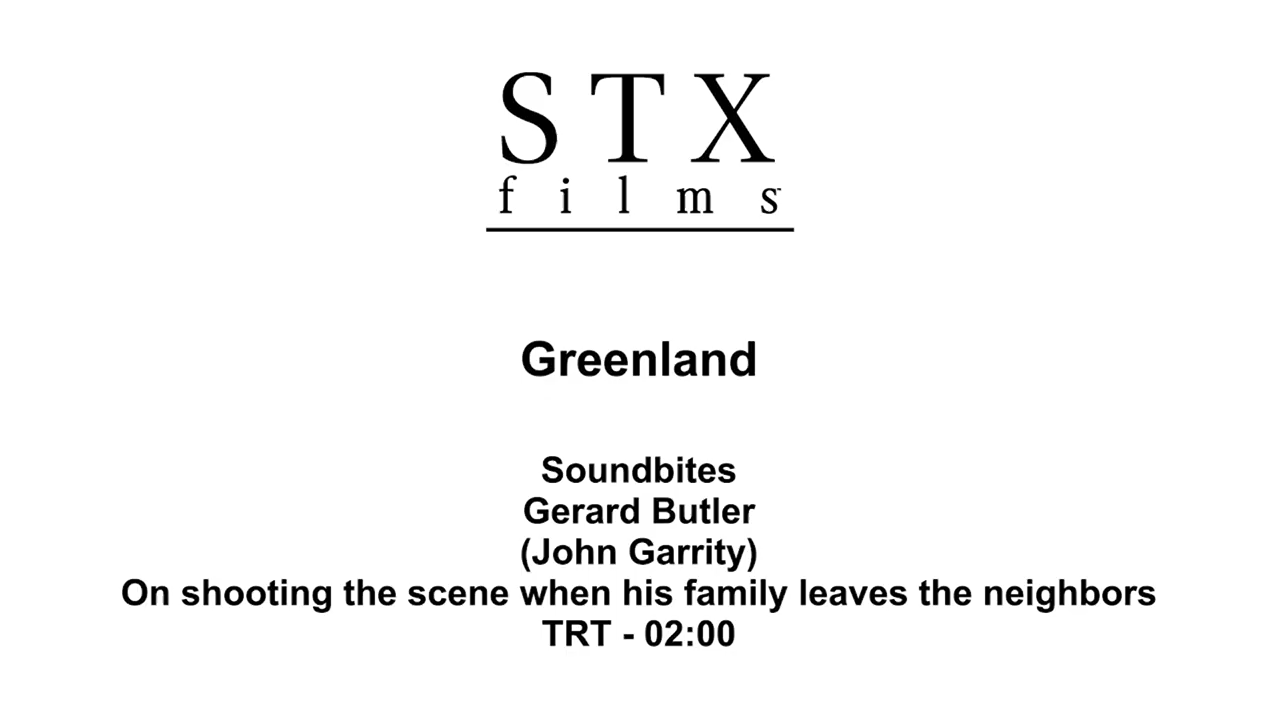 STX
films
Greenland
Soundbites
Gerard Butler
(John Garrity)
On shooting the scene when his family leaves the neighbors
TRT - 02:00